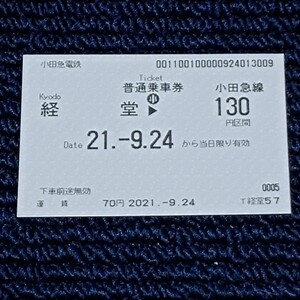 小田急電鉄 00110010000924013009
Ticket
Kyodo 普通乗車券 小田急線
経堂 ▶ 130
円区間
Date 21.-9.24 から当日限り有効
下車前途無効 0005
運賃 70円 2021.-9.24 T経堂57